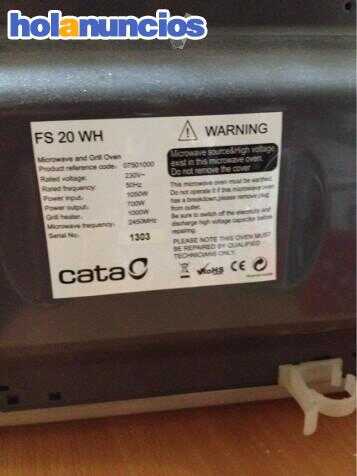 holanuncios
FS 20 WH
Microwave and Grill Oven
Product reference code: 07501000
Rated voltage: 230V~
Rated frequency: 50Hz
Power input: 1050W
Power output: 700W
Grill heater: 1000W
Microwave frequency: 2450MHz
Serial No. 1303
cata
WARNING
Microwave source&High voltage
exist in this microwave oven.
Do not remove the cover
This microwave oven must be earthed.
Do not operate it if this microwave oven
has a breakdown,please remove plug
from outlet.
Be sure to switch off the electricity and
discharge high voltage capacitor before
repairing.
PLEASE NOTE THIS OVEN MUST
BE REPAIRED BY QUALIFIED
TECHNICIANS ONLY.
RoHS CE